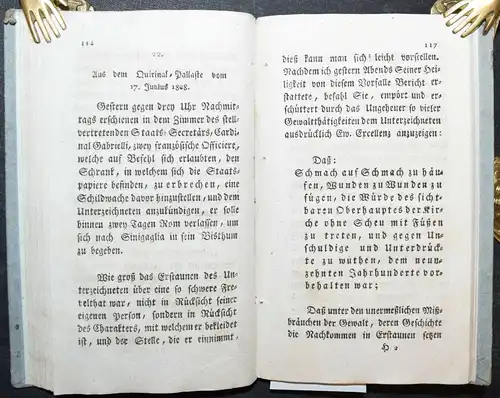 112
22.
Aus dem Quirinal-Pallaste vom
17. Junius 1808.
Gestern gegen drey Uhr Nachmit-
tags erschienen in dem Zimmer des stell-
vertretenden Staats-Secretärs, Cardi-
nal Gabrielli, zwey französische Officiere,
welche auf Befehl sich erlaubten, den
Schrank, in welchem sich die Staats-
papiere befinden, zu erbrechen, eine
Schildwache davor hinzustellen, und dem
Unterzeichneten anzukündigen, er solle
binnen zwey Tagen Rom verlassen, um
sich nach Sinigaglia in sein Bisthum
zu begeben.
Wie groß das Erstaunen des Un-
terzeichneten über eine so schwere Fre-
velthat war, nicht in Rücksicht seiner
eigenen Person, sondern in Rücksicht
des Charakters, mit welchem er bekleidet
ist, und der Stelle, die er einnimmt,
117
dieß kann man sich leicht vorstellen.
Nachdem ich gestern Abends Seiner Hei-
ligkeit von diesem Vorfalle Bericht er-
stattete, befahl Sie, empört und er-
schüttert durch das Ungeheuer so vieler
Gewaltthätigkeiten dem Unterzeichneten
ausdrücklich Ew. Excellenz anzuzeigen:
Daß:
Schmach auf Schmach zu häu-
fen, Wunden zu Wunden zu
fügen, die Würde des sicht-
baren Oberhauptes der Kir-
che ohne Scheu mit Füßen
zu treten, und gegen Un-
schuldige und Unterdrück-
te zu wüthen, dem neun-
zehnten Jahrhunderte vor-
behalten war;
Daß unter den unermeßlichen Miß-
bräuchen der Gewalt, deren Geschichte
die Nachkommen in Erstaunen setzen
H 2